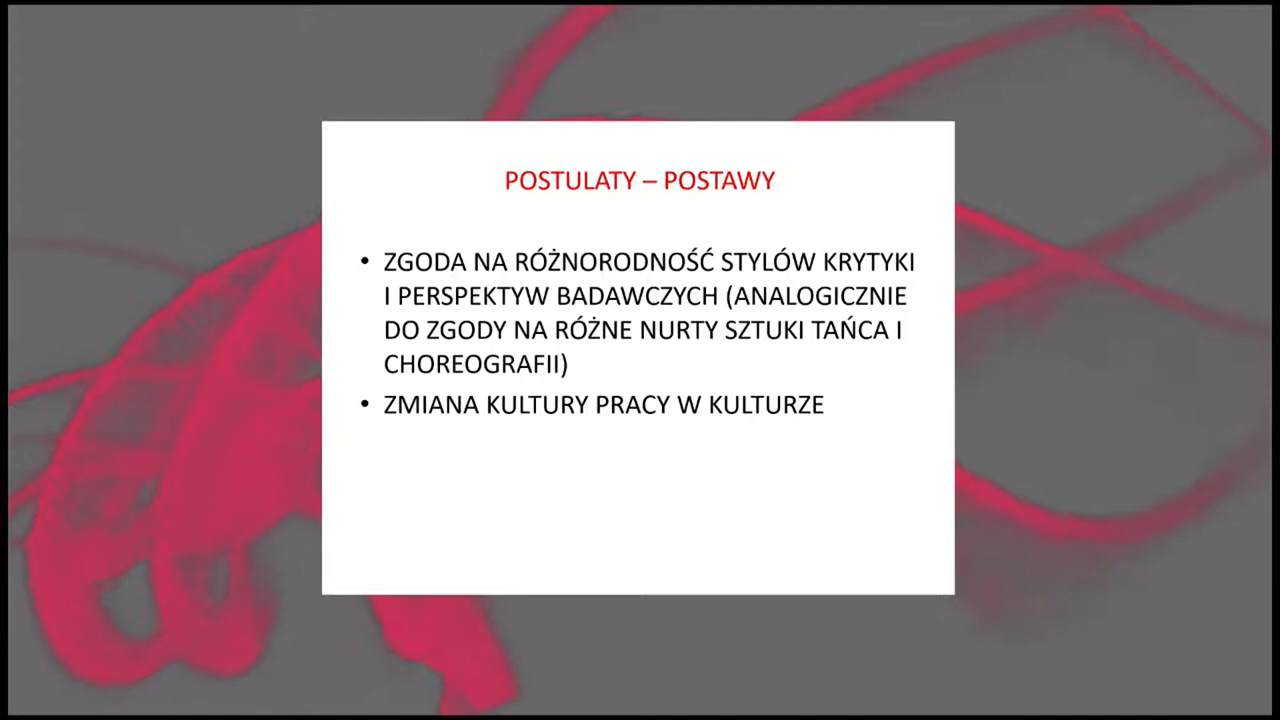 POSTULATY – POSTAWY
• ZGODA NA RÓŻNORODNOŚĆ STYLÓW KRYTYKI
I PERSPEKTYW BADAWCZYCH (ANALOGICZNIE
DO ZGODY NA RÓŻNE NURTY SZTUKI TAŃCA I
CHOREOGRAFII)
• ZMIANA KULTURY PRACY W KULTURZE